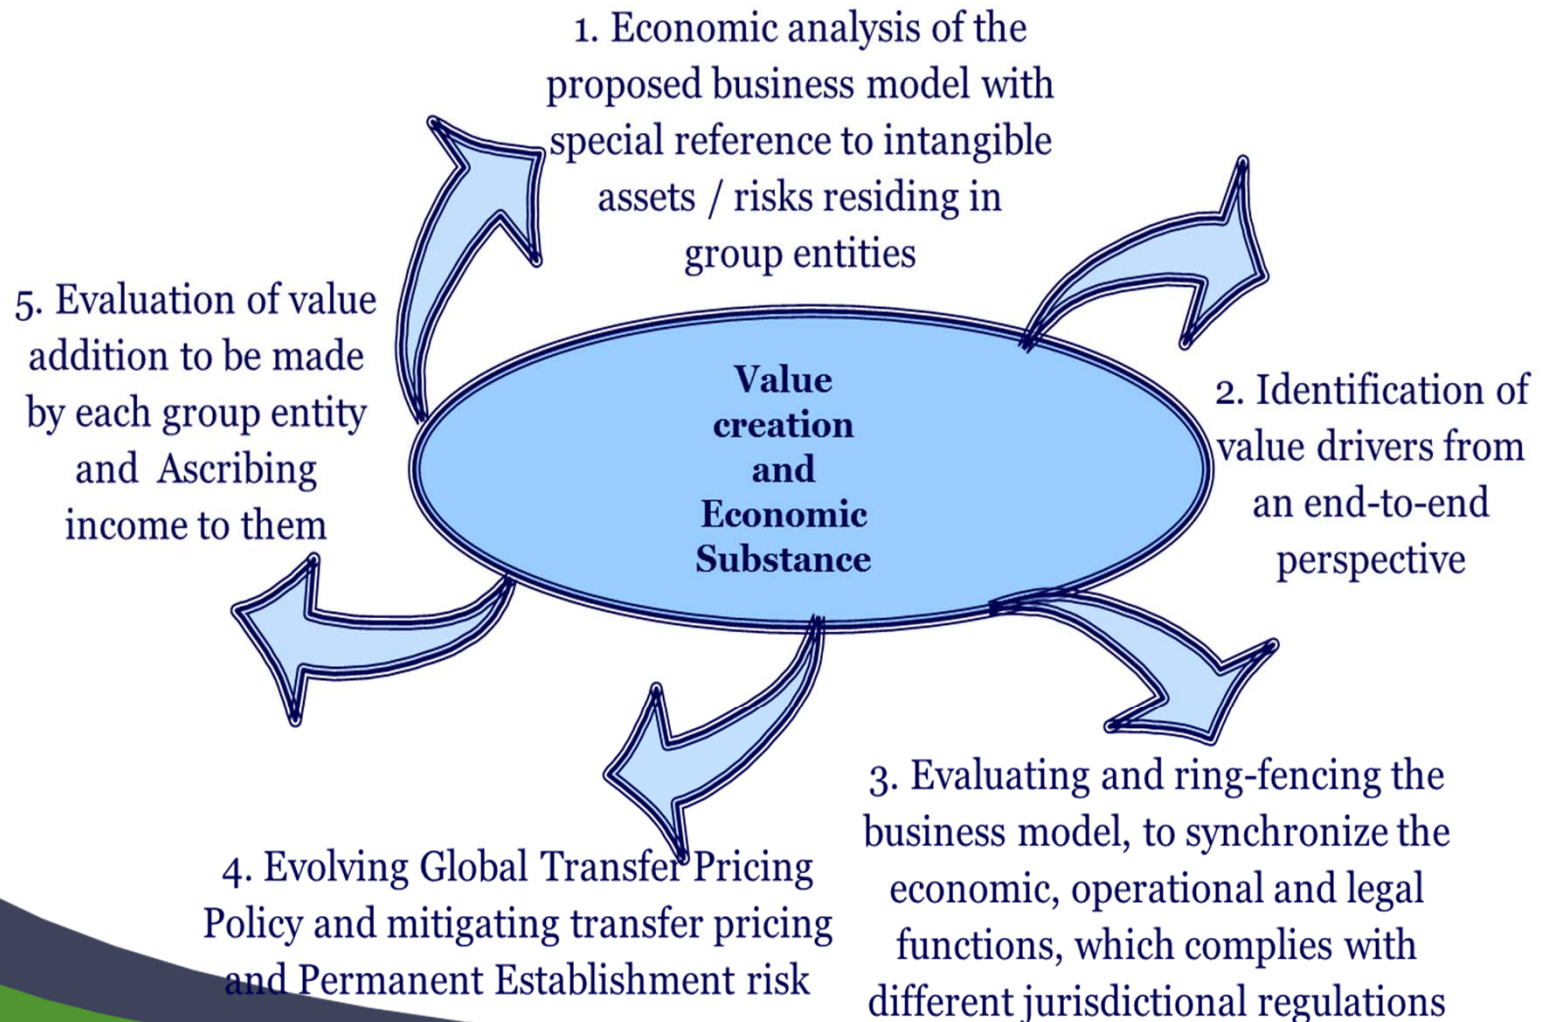 1. Economic analysis of the
proposed business model with
special reference to intangible
assets / risks residing in
group entities
2. Identification of
value drivers from
an end-to-end
perspective
3. Evaluating and ring-fencing the
business model, to synchronize the
economic, operational and legal
functions, which complies with
different jurisdictional regulations
4. Evolving Global Transfer Pricing
Policy and mitigating transfer pricing
and Permanent Establishment risk
5. Evaluation of value
addition to be made
by each group entity
and Ascribing
income to them
Value
creation
and
Economic
Substance